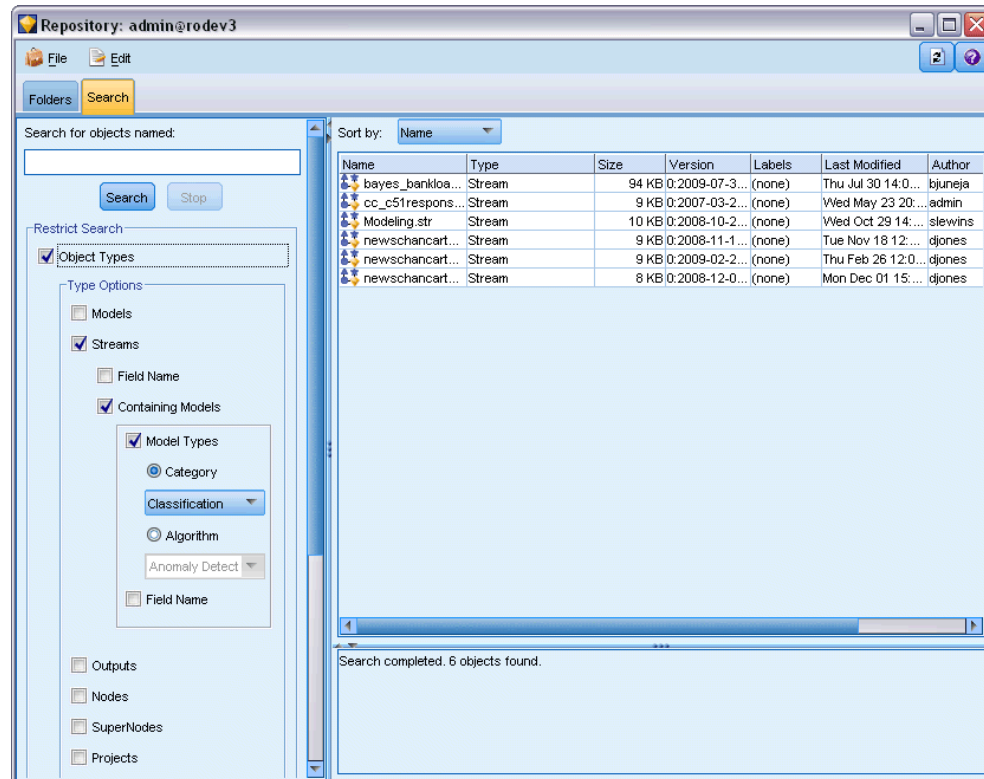 Repository: admin@rodev3
File Edit
Folders Search
Search for objects named:
Search Stop
Restrict Search
Object Types
Type Options
Models
Streams
Field Name
Containing Models
Model Types
Category
Classification
Algorithm
Anomaly Detect
Field Name
Outputs
Nodes
SuperNodes
Projects
Sort by: Name
Name Type Size Version Labels Last Modified Author
bayes_bankloa... Stream 94 KB 0:2009-07-3... (none) Thu Jul 30 14:0... bjuneja
cc_c51respons... Stream 9 KB 0:2007-03-2... (none) Wed May 23 20:... admin
Modeling.str Stream 10 KB 0:2008-10-2... (none) Wed Oct 29 14:... slewins
newschancart... Stream 9 KB 0:2008-11-1... (none) Tue Nov 18 12:... djones
newschancart... Stream 9 KB 0:2009-02-2... (none) Thu Feb 26 12:0... djones
newschancart... Stream 8 KB 0:2008-12-0... (none) Mon Dec 01 15:... djones
Search completed. 6 objects found.